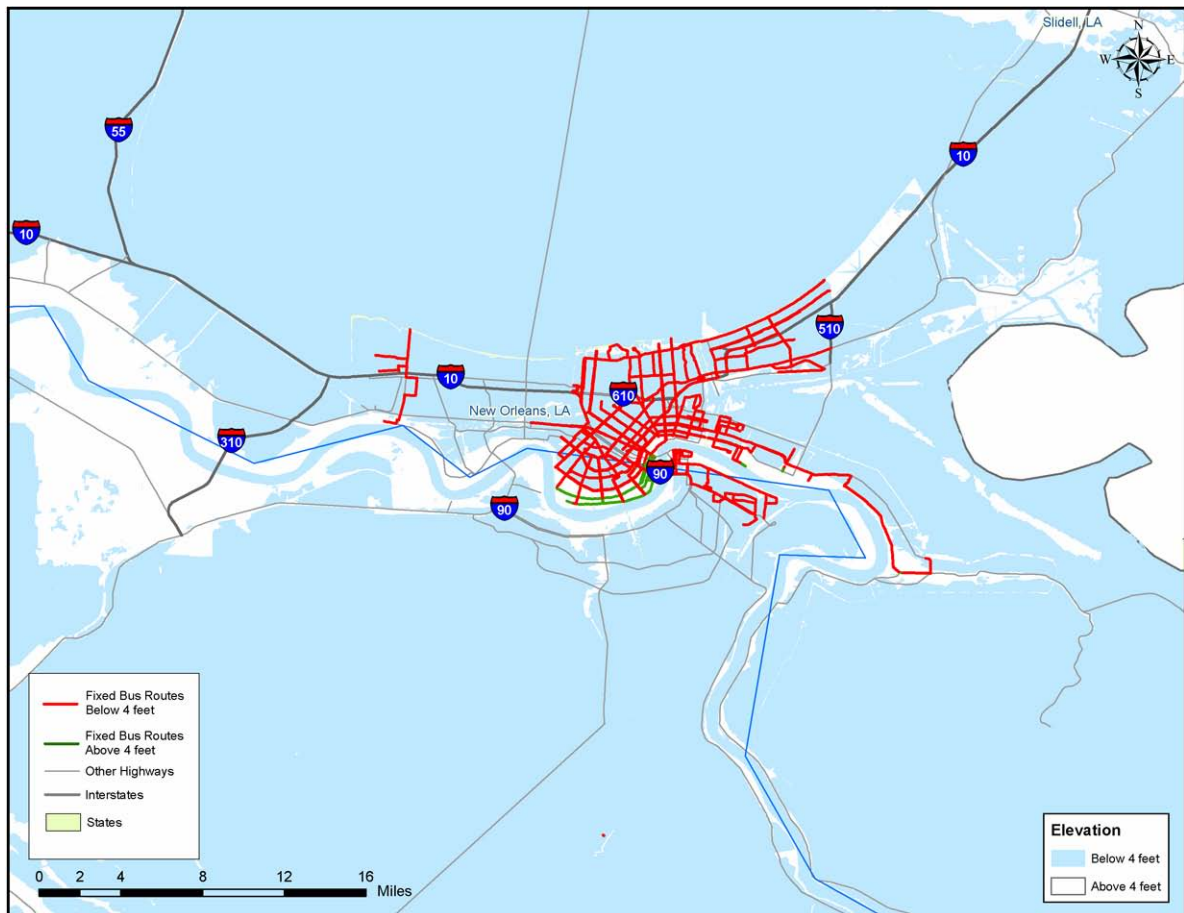 Slidell, LA
N
W
E
S
55
10
10
510
10
610
New Orleans, LA
310
90
90
Fixed Bus Routes
Below 4 feet
Fixed Bus Routes
Above 4 feet
Other Highways
Interstates
States
0 2 4 8 12 16
Miles
Elevation
Below 4 feet
Above 4 feet